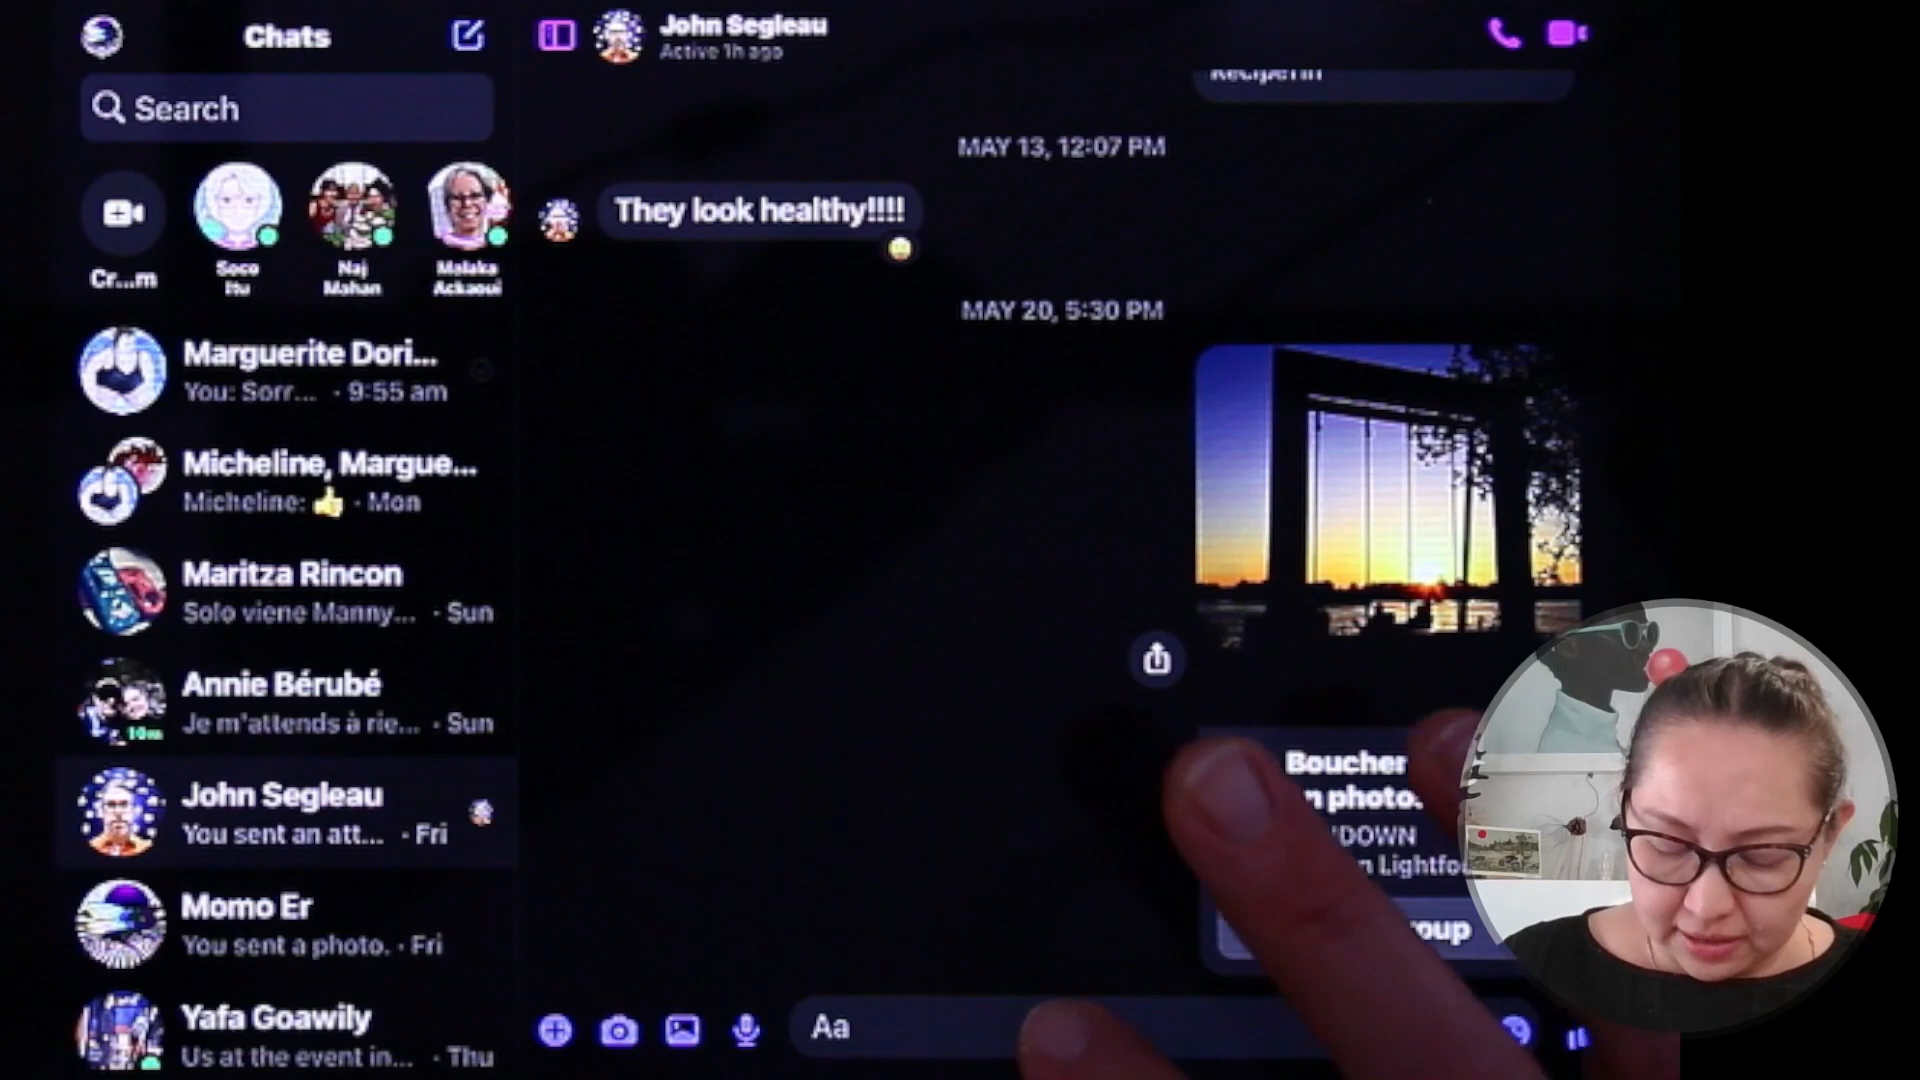 Chats
Search
Cr...m
Soco
Itu
Naj
Mahan
Malaka
Ackaoui
Marguerite Dori...
You: Sorr... · 9:55 am
Micheline, Margue...
Micheline: 👍 · Mon
Maritza Rincon
Solo viene Manny... · Sun
Annie Bérubé
Je m'attends à rie... · Sun
John Segleau
You sent an att... · Fri
Momo Er
You sent a photo. · Fri
Yafa Goawily
Us at the event in... · Thu
John Segleau
Active 1h ago
MAY 13, 12:07 PM
They look healthy!!!!
MAY 20, 5:30 PM
Boucher
photo.
Aa